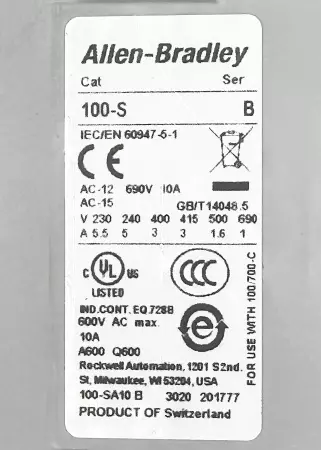 Allen-Bradley
Cat Ser
100-S B
IEC/EN 60947-5-1
CE
AC-12 690V 10A
AC-15 GB/T14048.5
V 230 240 400 415 500 690
A 5.5 5 3 3 1.6 1
c UL us
LISTED
CCC
IND.CONT. EQ.728B
600V AC max.
10A
A600 Q600
e
FOR USE WITH 100/700-C
Rockwell Automation, 1201 S 2nd.
St, Milwaukee, WI 53204, USA
100-SA10 B 3020 201777
PRODUCT OF Switzerland